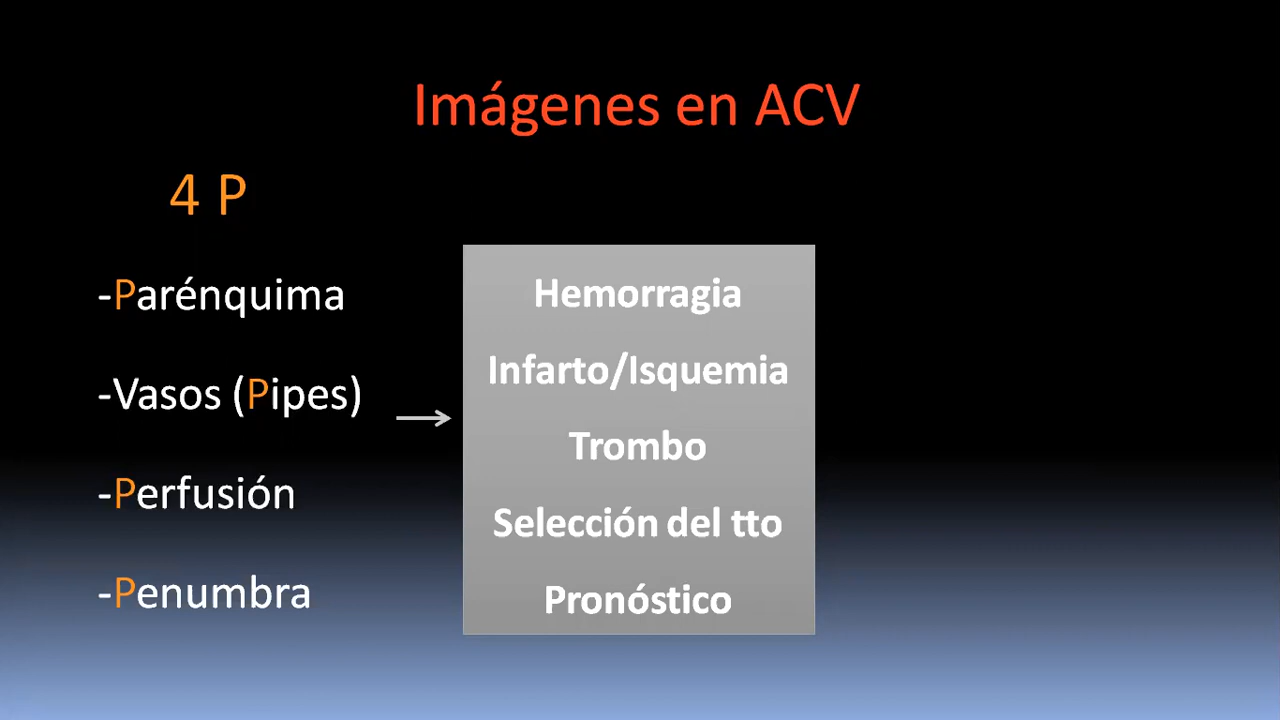 Imágenes en ACV
4 P
-Parénquima
-Vasos (Pipes)
-Perfusión
-Penumbra
Hemorragia
Infarto/Isquemia
Trombo
Selección del tto
Pronóstico